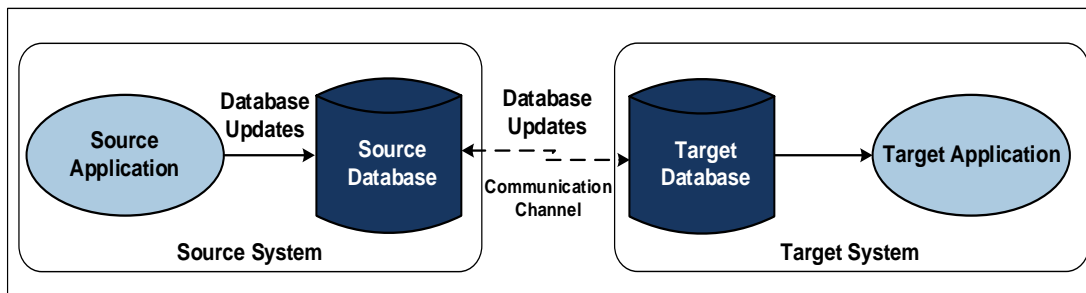 Source
Application
Database
Updates
Source
Database
Source System
Database
Updates
Communication
Channel
Target
Database
Target Application
Target System